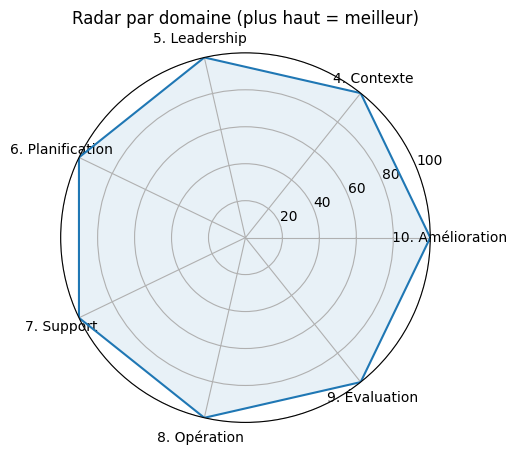 Radar par domaine (plus haut = meilleur)
5. Leadership
4. Contexte
6. Planification
100
80
60
40
20
10. Amélioration
7. Support
9. Évaluation
8. Opération